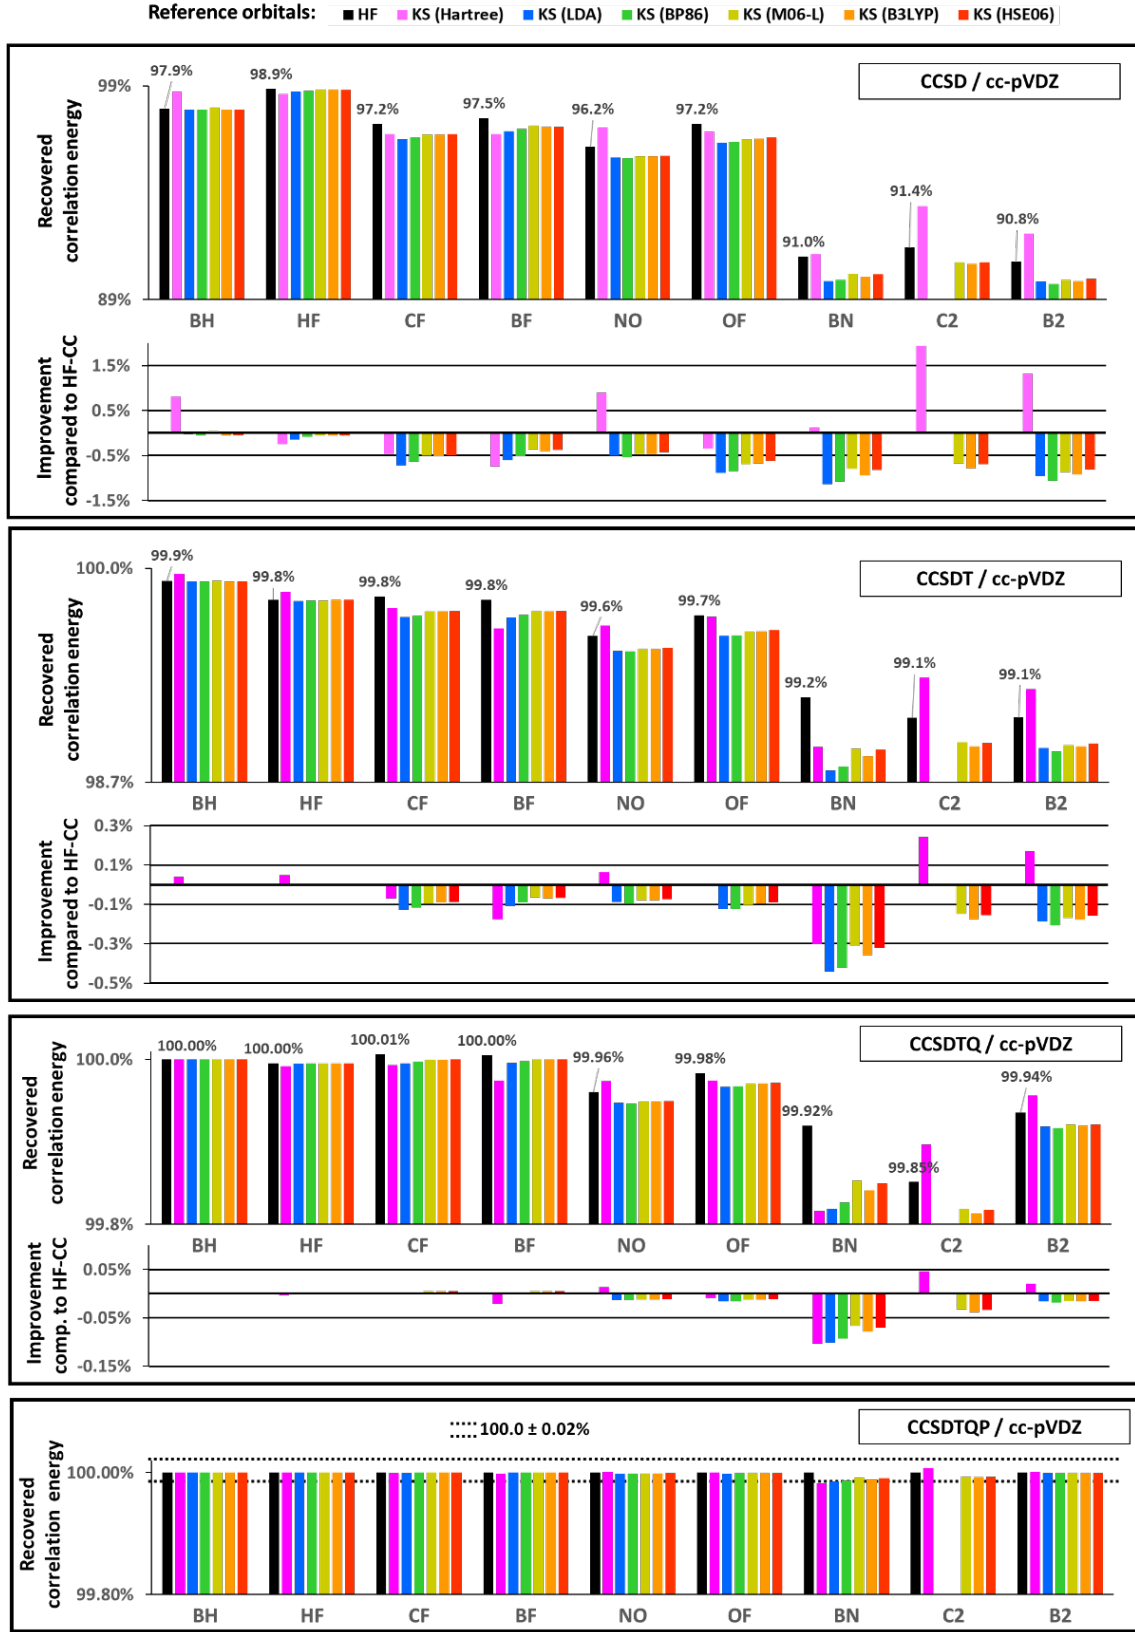 Reference orbitals: HF KS (Hartree) KS (LDA) KS (BP86) KS (M06-L) KS (B3LYP) KS (HSE06)
CCSD / cc-pVDZ
Recovered
correlation energy
99%
89%
97.9% 98.9% 97.2% 97.5% 96.2% 97.2% 91.0% 91.4% 90.8%
BH HF CF BF NO OF BN C2 B2
Improvement
compared to HF-CC
1.5%
0.5%
-0.5%
-1.5%
CCSDT / cc-pVDZ
Recovered
correlation energy
100.0%
98.7%
99.9% 99.8% 99.8% 99.8% 99.6% 99.7% 99.2% 99.1% 99.1%
BH HF CF BF NO OF BN C2 B2
Improvement
compared to HF-CC
0.3%
0.1%
-0.1%
-0.3%
-0.5%
CCSDTQ / cc-pVDZ
Recovered
correlation energy
100.0%
99.8%
100.00% 100.00% 100.01% 100.00% 99.96% 99.98% 99.92% 99.85% 99.94%
BH HF CF BF NO OF BN C2 B2
Improvement
comp. to HF-CC
0.05%
-0.05%
-0.15%
100.0 ± 0.02%
CCSDTQP / cc-pVDZ
Recovered
correlation energy
100.00%
99.80%
BH HF CF BF NO OF BN C2 B2